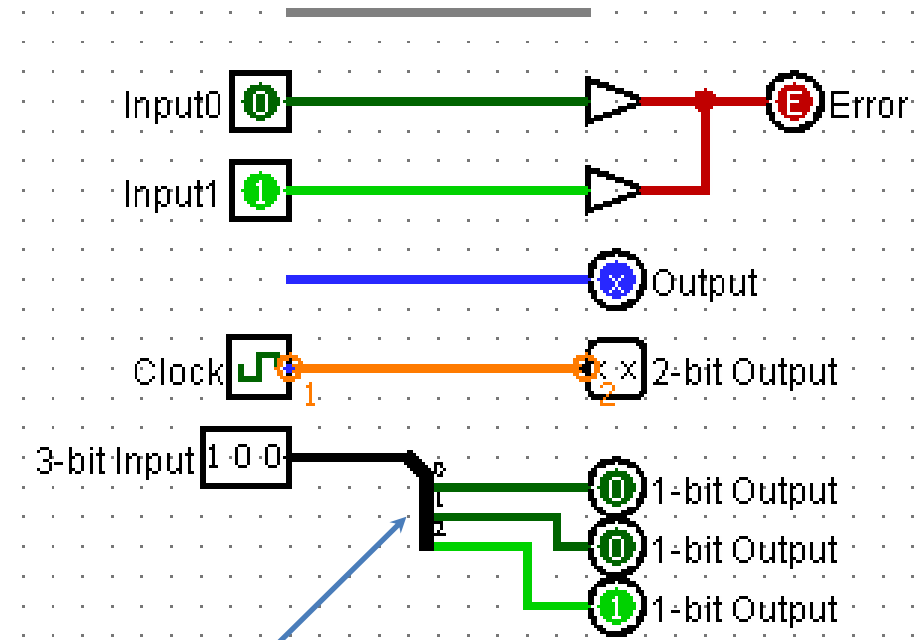 Input0 0 E Error
Input1 1
x Output
Clock 1 2 x x 2-bit Output
3-bit Input 1 0 0
0
1
2
0 1-bit Output
0 1-bit Output
1 1-bit Output